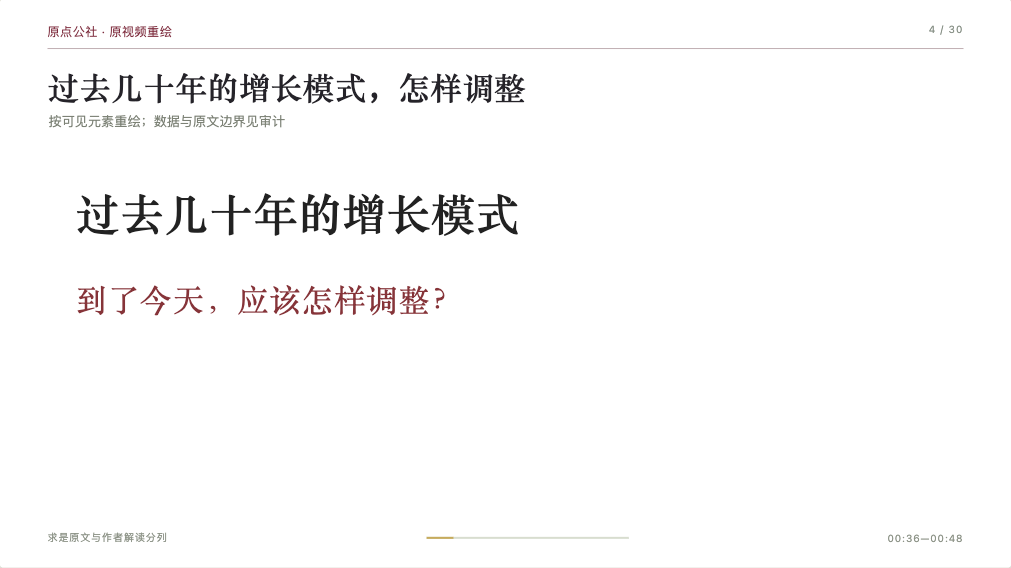 原点公社 · 原视频重绘
4 / 30
过去几十年的增长模式，怎样调整
按可见元素重绘；数据与原文边界见审计
过去几十年的增长模式
到了今天，应该怎样调整？
求是原文与作者解读分列
00:36—00:48